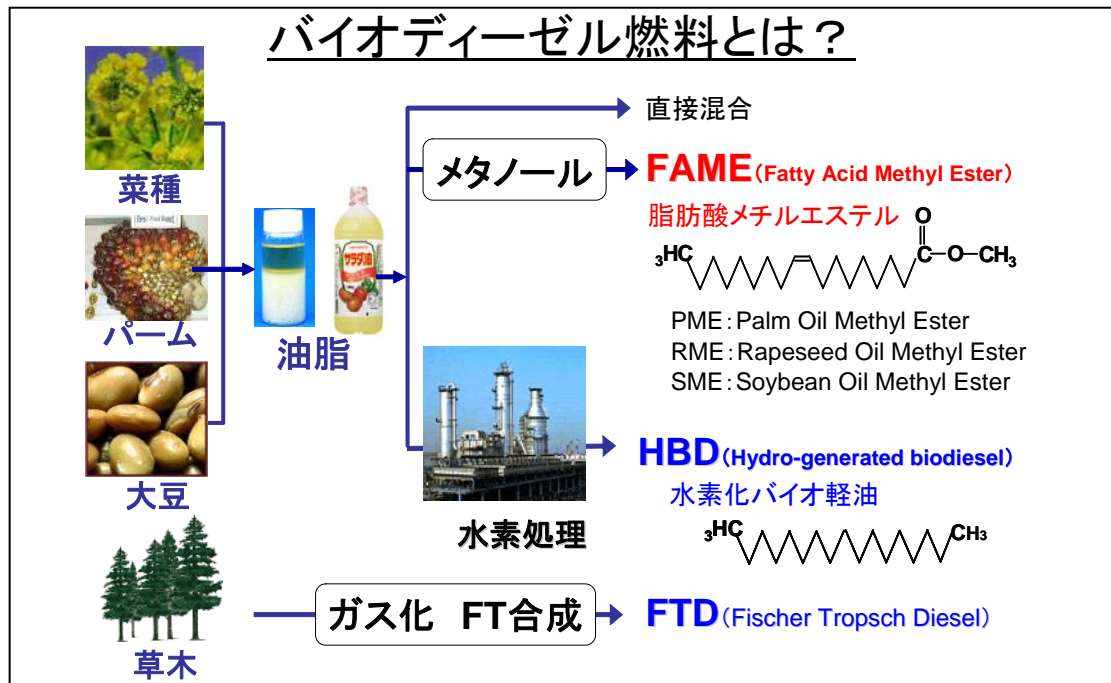 バイオディーゼル燃料とは?
菜種
パーム
大豆
草木
サラダ油
油脂
直接混合
メタノール
FAME(Fatty Acid Methyl Ester)
脂肪酸メチルエステル
₃HC
O
C-O-CH₃
PME:Palm Oil Methyl Ester
RME:Rapeseed Oil Methyl Ester
SME:Soybean Oil Methyl Ester
水素処理
HBD(Hydro-generated biodiesel)
水素化バイオ軽油
₃HC
CH₃
ガス化 FT合成
FTD(Fischer Tropsch Diesel)